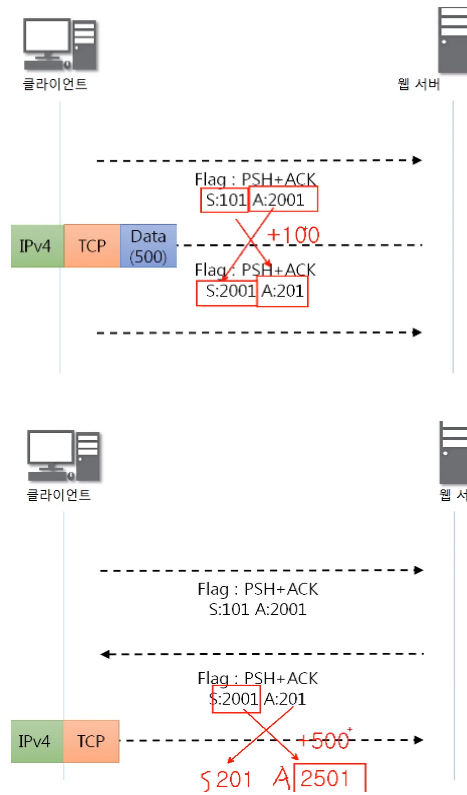 클라이언트
웹 서버
Flag : PSH+ACK
S:101 A:2001
+100
IPv4 TCP Data (500)
Flag : PSH+ACK
S:2001 A:201
클라이언트
웹 서
Flag : PSH+ACK
S:101 A:2001
Flag : PSH+ACK
S:2001 A:201
IPv4 TCP
+500
S201 A 2501